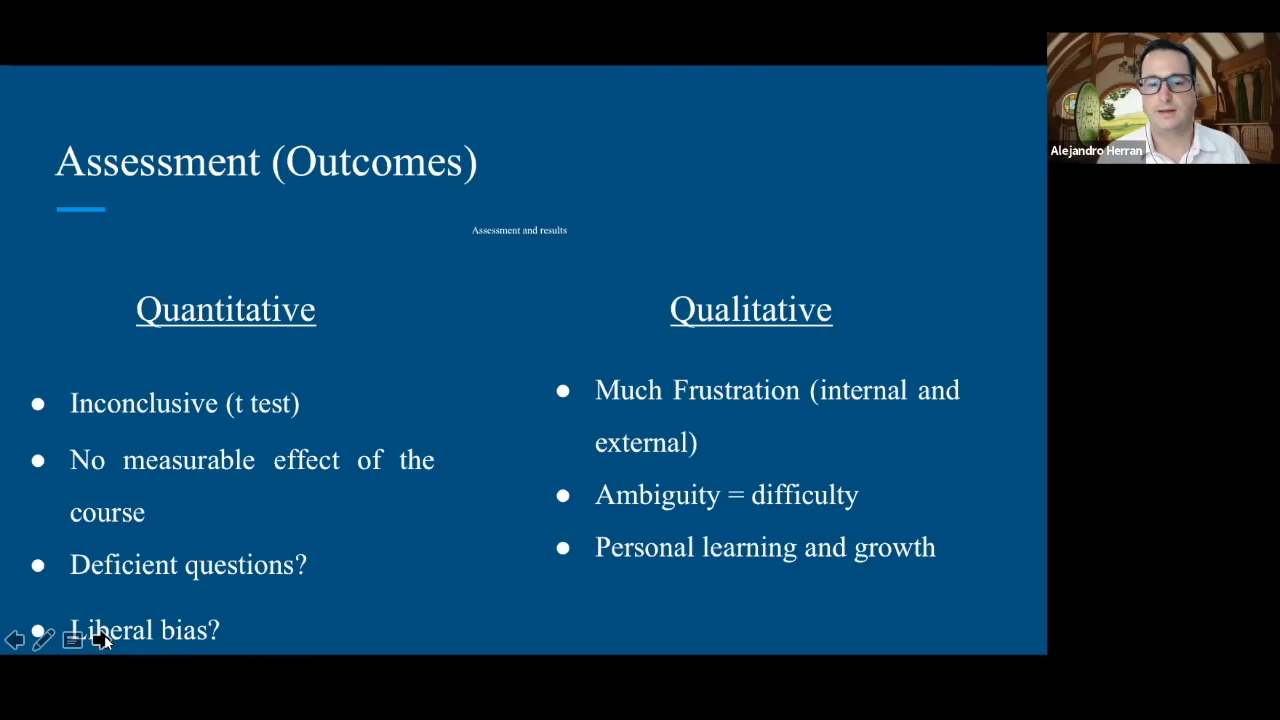 Alejandro Herran
Assessment (Outcomes)
Assessment and results
Quantitative
● Inconclusive (t test)
● No measurable effect of the
course
● Deficient questions?
● Liberal bias?
Qualitative
● Much Frustration (internal and
external)
● Ambiguity = difficulty
● Personal learning and growth